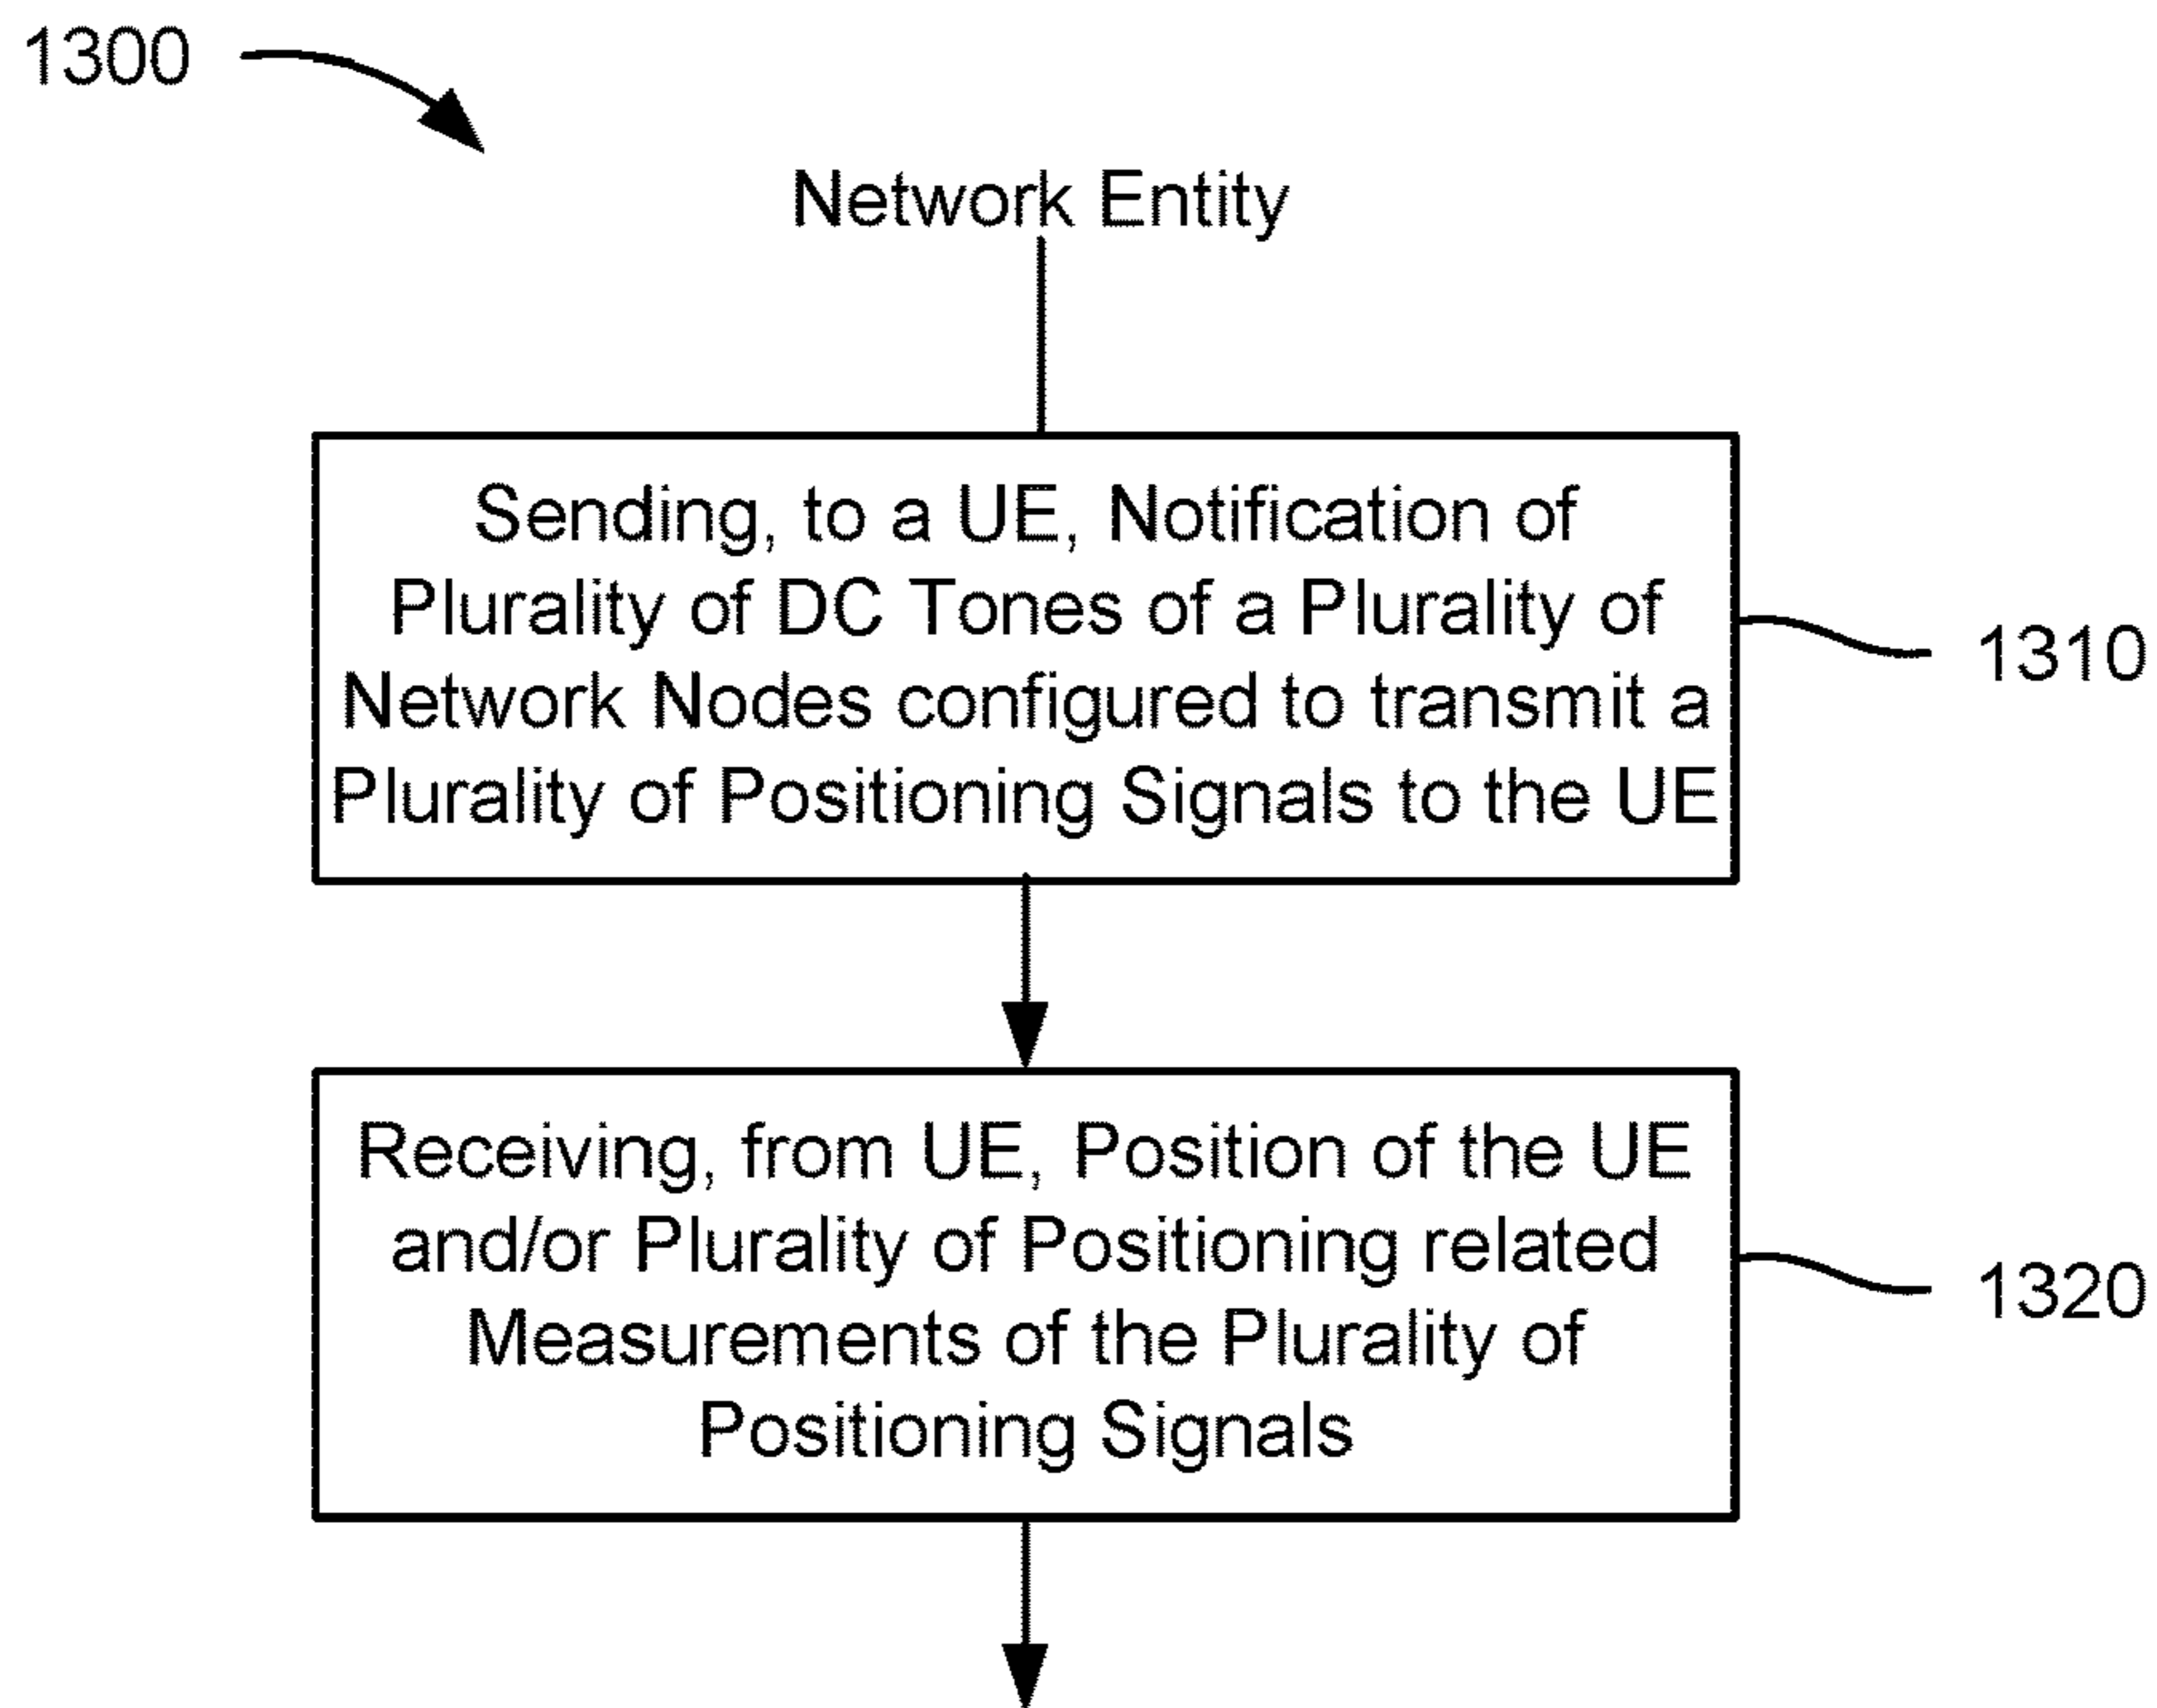 1300
Network Entity
Sending, to a UE, Notification of
Plurality of DC Tones of a Plurality of
Network Nodes configured to transmit a
Plurality of Positioning Signals to the UE
1310
Receiving, from UE, Position of the UE
and/or Plurality of Positioning related
Measurements of the Plurality of
Positioning Signals
1320